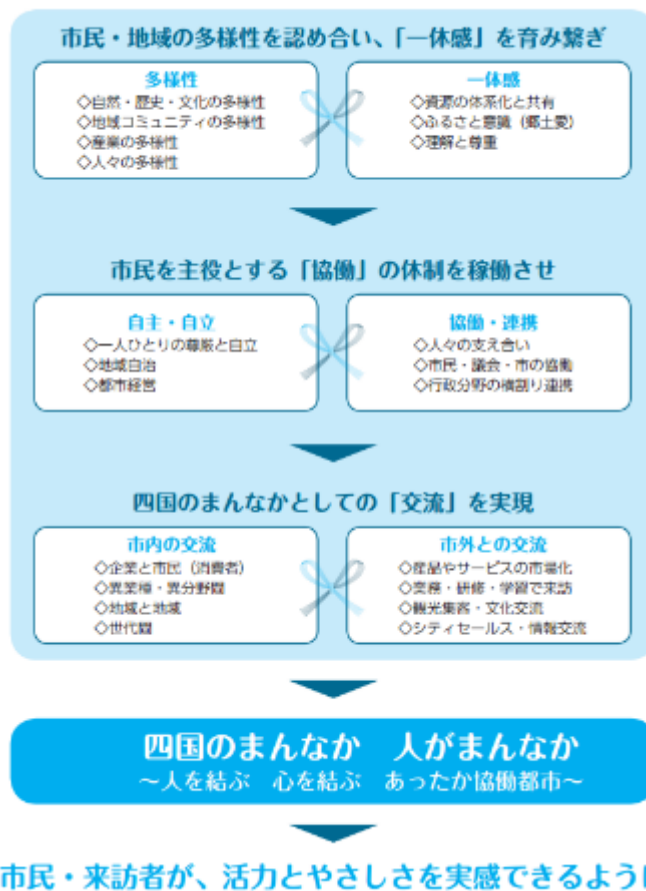 市民・地域の多様性を認め合い、「一体感」を育み繋ぎ
多様性
◇自然・歴史・文化の多様性
◇地域コミュニティの多様性
◇産業の多様性
◇人々の多様性
一体感
◇資源の体系化と共有
◇ふるさと意識（郷土愛）
◇理解と尊重
市民を主役とする「協働」の体制を稼働させ
自主・自立
◇一人ひとりの尊厳と自立
◇地域自治
◇都市経営
協働・連携
◇人々の支え合い
◇市民・議会・市の協働
◇行政分野の横割り連携
四国のまんなかとしての「交流」を実現
市内の交流
◇企業と市民（消費者）
◇異業種・異分野間
◇地域と地域
◇世代間
市外との交流
◇産品やサービスの市場化
◇業務・研修・学習で来訪
◇観光集客・文化交流
◇シティセールス・情報交流
四国のまんなか　人がまんなか
～人を結ぶ　心を結ぶ　あったか協働都市～
市民・来訪者が、活力とやさしさを実感できるように